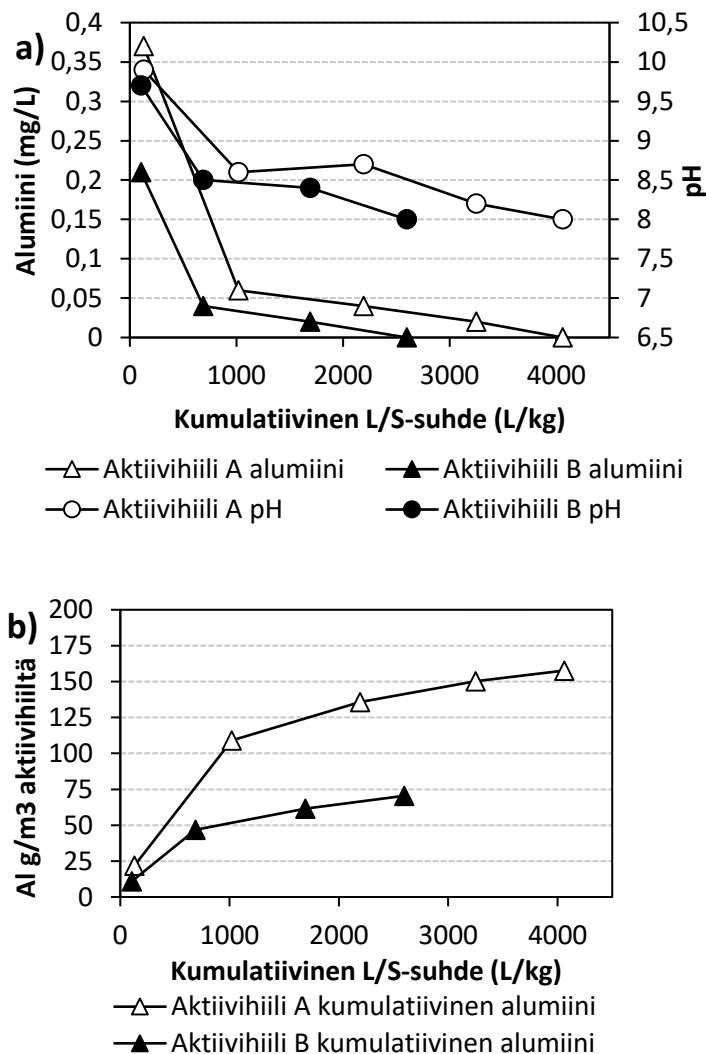 a)
Alumiini (mg/L)
0,4
0,35
0,3
0,25
0,2
0,15
0,1
0,05
0
10,5
10
9,5
9
8,5
8
7,5
7
6,5
pH
0 1000 2000 3000 4000
Kumulatiivinen L/S-suhde (L/kg)
Aktiivihiili A alumiini Aktiivihiili B alumiini
Aktiivihiili A pH Aktiivihiili B pH
b)
Al g/m3 aktiivihiiltä
200
175
150
125
100
75
50
25
0
0 1000 2000 3000 4000
Kumulatiivinen L/S-suhde (L/kg)
Aktiivihiili A kumulatiivinen alumiini
Aktiivihiili B kumulatiivinen alumiini